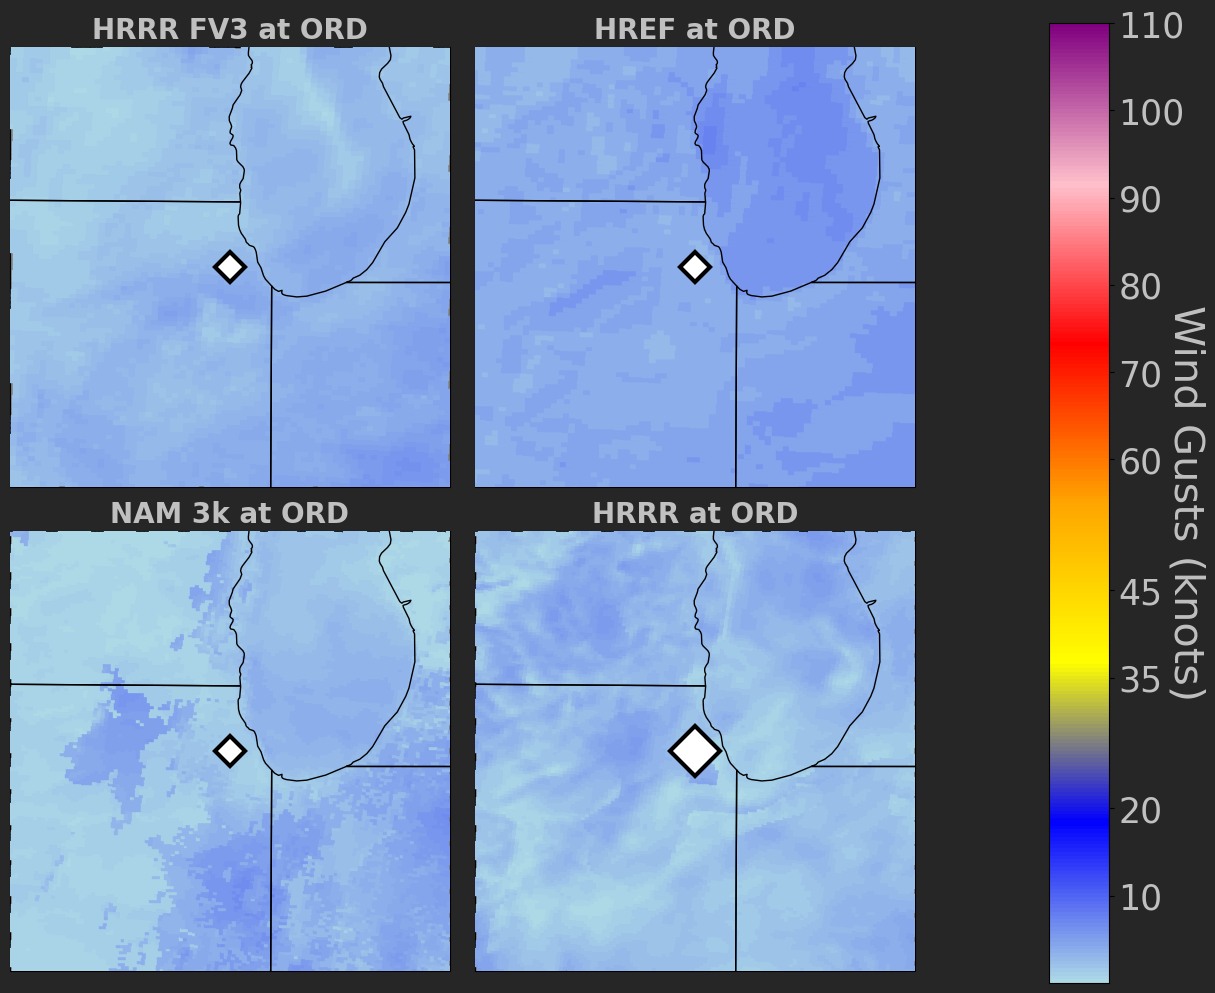 HRRR FV3 at ORD
HREF at ORD
NAM 3k at ORD
HRRR at ORD
110
100
90
80
70
60
45
35
20
10
Wind Gusts (knots)